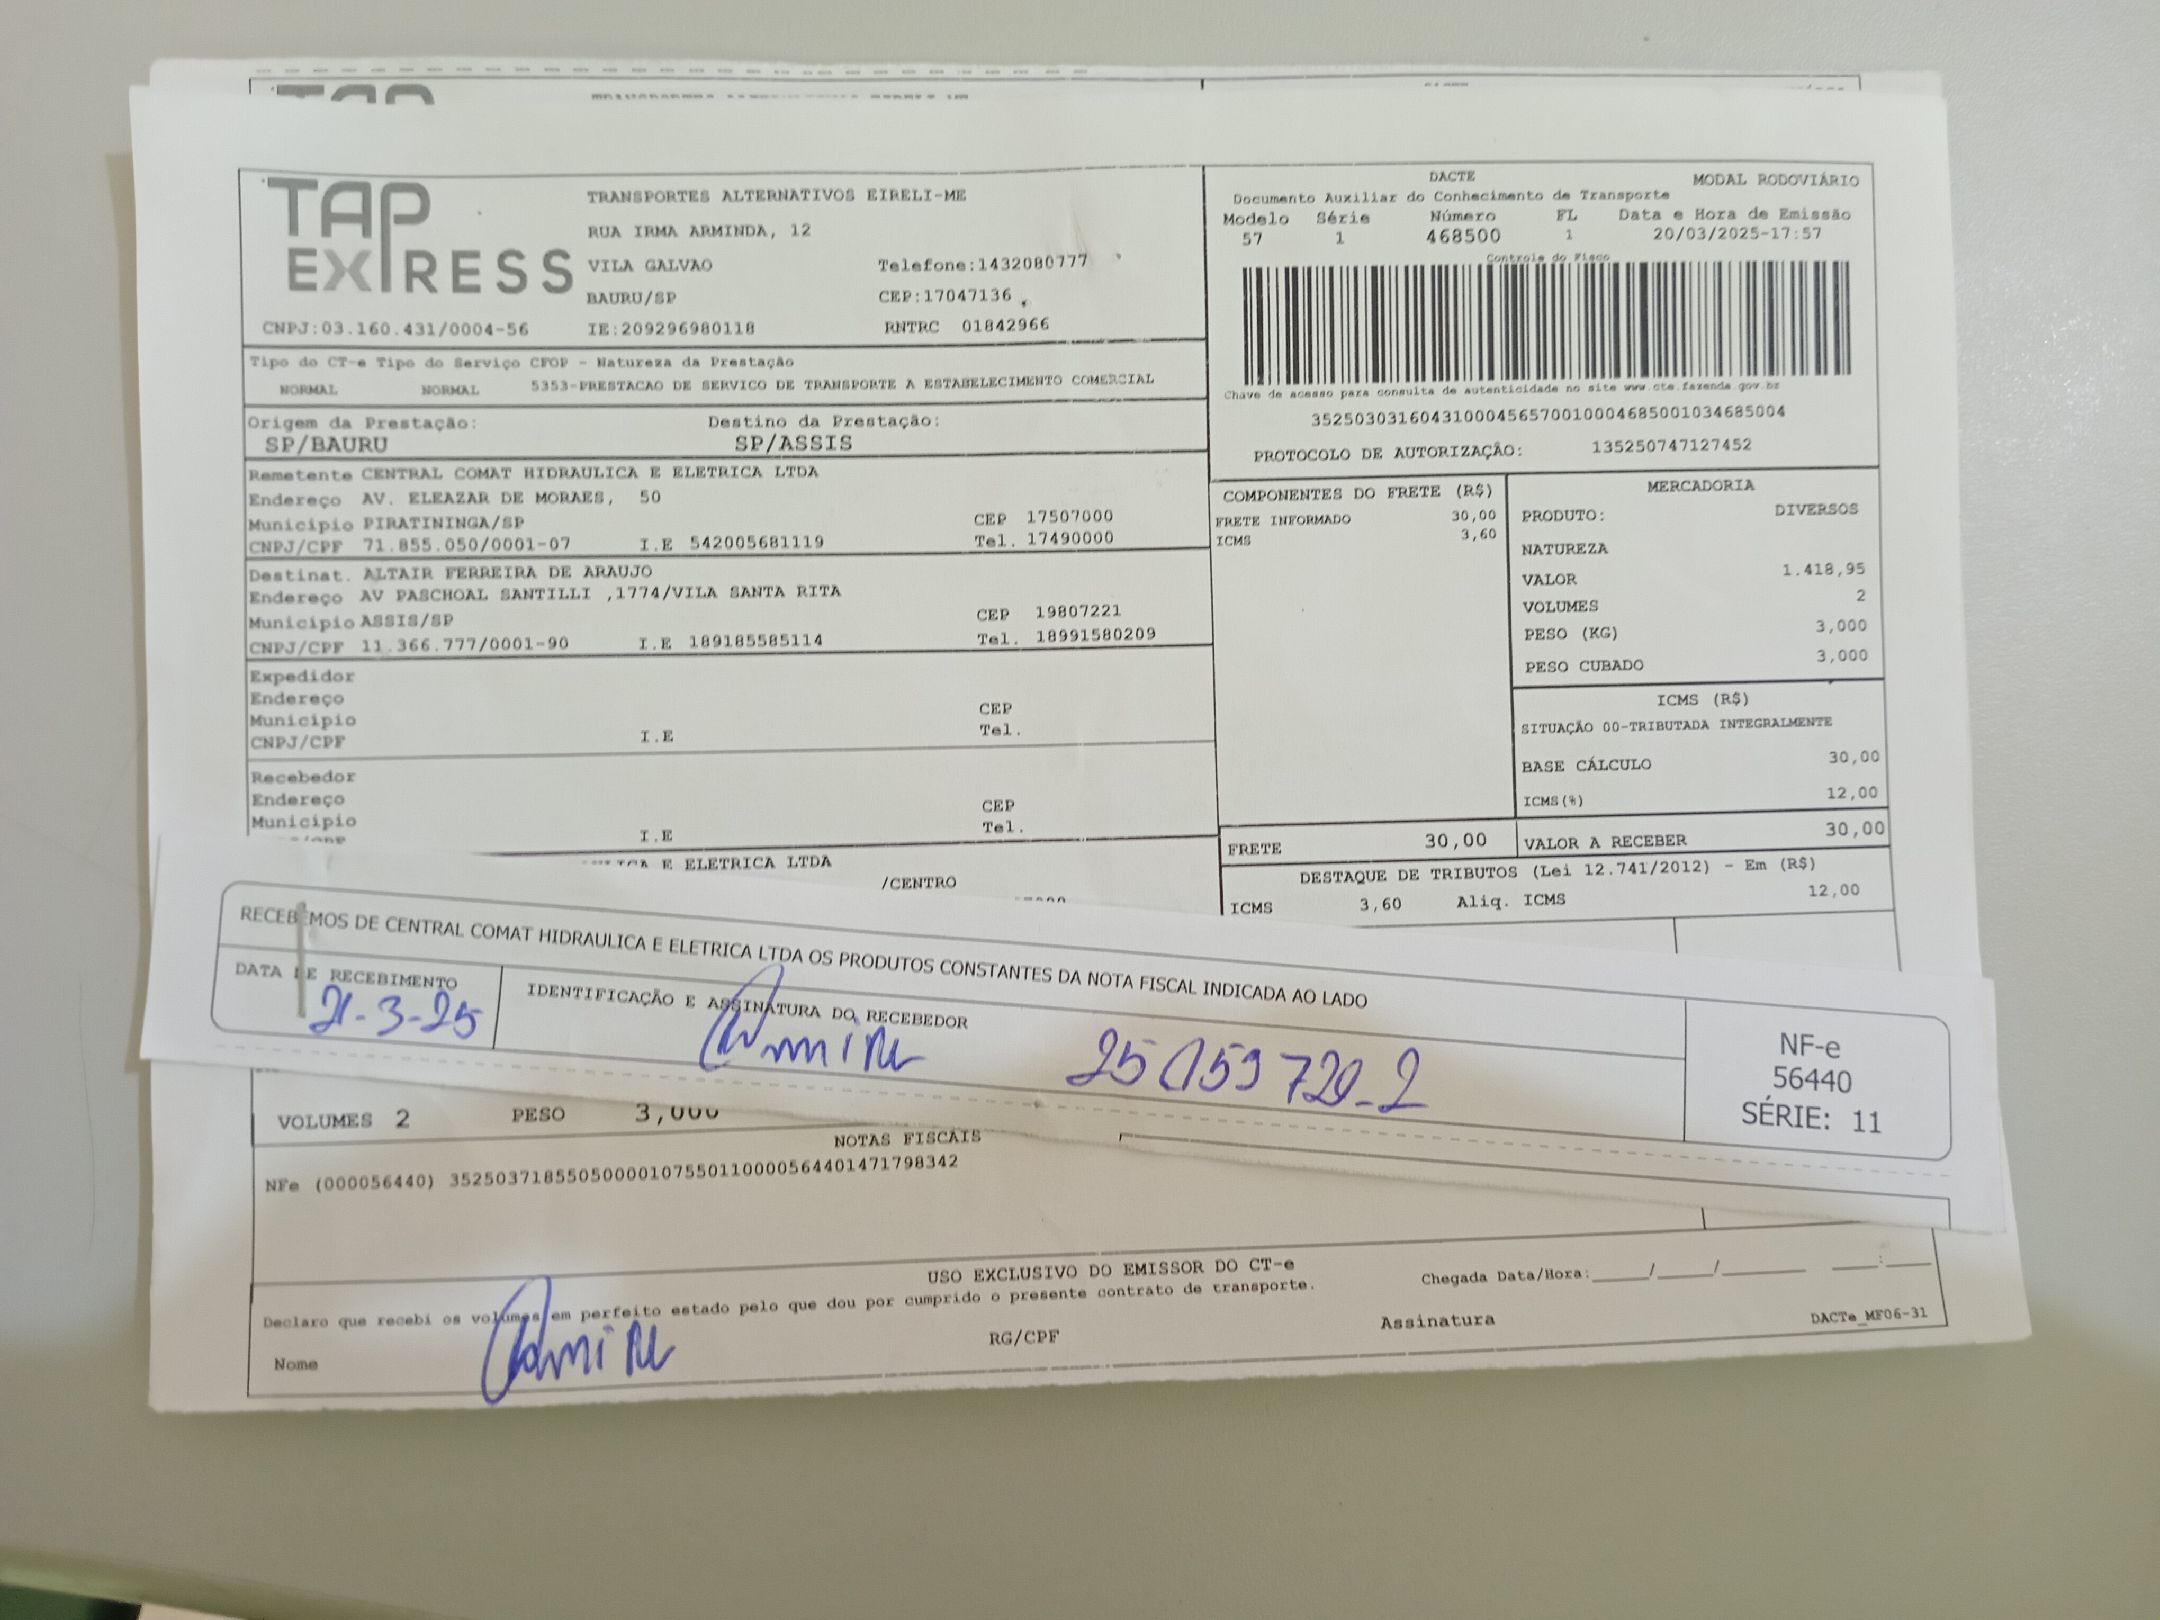 TAP EXPRESS
TRANSPORTES ALTERNATIVOS EIRELI-ME
RUA IRMA ARMINDA, 12
VILA GALVAO Telefone:1432080777
BAURU/SP CEP:17047136
CNPJ:03.160.431/0004-56 IE:209296980118 RNTRC 01842966
DACTE MODAL RODOVIÁRIO
Documento Auxiliar do Conhecimento de Transporte
Modelo Série Número FL Data e Hora de Emissão
57 1 468500 1 20/03/2025-17:57
Controle do Fisco
Chave de acesso para consulta de autenticidade no site www.cte.fazenda.gov.br
35250303160431000456570010004685001034685004
PROTOCOLO DE AUTORIZAÇÃO: 135250747127452
Tipo do CT-e Tipo do Serviço CFOP - Natureza da Prestação
NORMAL NORMAL 5353-PRESTACAO DE SERVICO DE TRANSPORTE A ESTABELECIMENTO COMERCIAL
Origem da Prestação: Destino da Prestação:
SP/BAURU SP/ASSIS
Remetente CENTRAL COMAT HIDRAULICA E ELETRICA LTDA
Endereço AV. ELEAZAR DE MORAES, 50
Município PIRATININGA/SP CEP 17507000
CNPJ/CPF 71.855.050/0001-07 I.E 542005681119 Tel. 17490000
Destinat. ALTAIR FERREIRA DE ARAUJO
Endereço AV PASCHOAL SANTILLI ,1774/VILA SANTA RITA
Município ASSIS/SP CEP 19807221
CNPJ/CPF 11.366.777/0001-90 I.E 189185585114 Tel. 18991580209
Expedidor
Endereço
Município CEP
CNPJ/CPF I.E Tel.
Recebedor
Endereço
Município CEP
I.E Tel.
E ELETRICA LTDA
/CENTRO
COMPONENTES DO FRETE (R$)
FRETE INFORMADO 30,00
ICMS 3,60
MERCADORIA
PRODUTO: DIVERSOS
NATUREZA
VALOR 1.418,95
VOLUMES 2
PESO (KG) 3,000
PESO CUBADO 3,000
ICMS (R$)
SITUAÇÃO 00-TRIBUTADA INTEGRALMENTE
BASE CÁLCULO 30,00
ICMS(%) 12,00
FRETE 30,00 VALOR A RECEBER 30,00
DESTAQUE DE TRIBUTOS (Lei 12.741/2012) - Em (R$)
ICMS 3,60 Aliq. ICMS 12,00
RECEBEMOS DE CENTRAL COMAT HIDRAULICA E ELETRICA LTDA OS PRODUTOS CONSTANTES DA NOTA FISCAL INDICADA AO LADO
DATA DE RECEBIMENTO IDENTIFICAÇÃO E ASSINATURA DO RECEBEDOR
21-3-25
NF-e
56440
SÉRIE: 11
VOLUMES 2 PESO 3,000
NOTAS FISCAIS
NFe (000056440) 35250371855050000107550110000564401471798342
USO EXCLUSIVO DO EMISSOR DO CT-e
Declaro que recebi os volumes em perfeito estado pelo que dou por cumprido o presente contrato de transporte.
Chegada Data/Hora:_____/_____/_______ ____:____
Nome RG/CPF Assinatura
DACTe_MF06-31